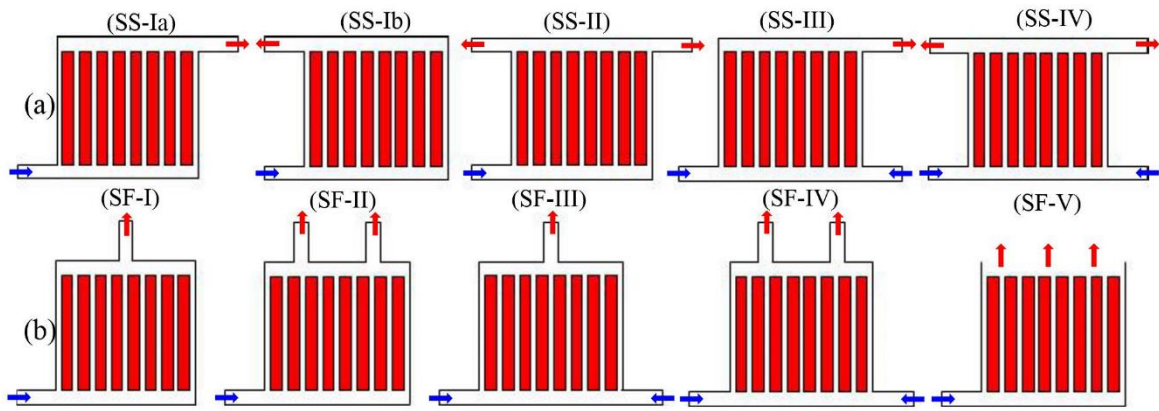 (SS-Ia) (SS-Ib) (SS-II) (SS-III) (SS-IV)
(a)
(SF-I) (SF-II) (SF-III) (SF-IV) (SF-V)
(b)